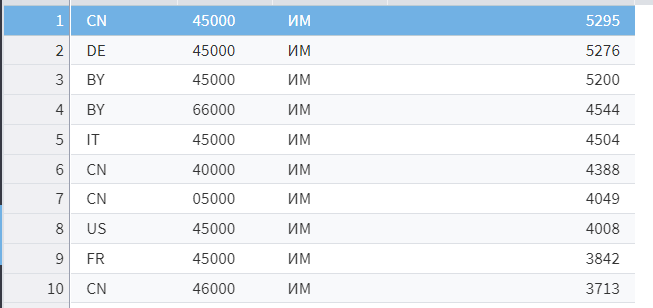 1 CN 45000 ИМ 5295
2 DE 45000 ИМ 5276
3 BY 45000 ИМ 5200
4 BY 66000 ИМ 4544
5 IT 45000 ИМ 4504
6 CN 40000 ИМ 4388
7 CN 05000 ИМ 4049
8 US 45000 ИМ 4008
9 FR 45000 ИМ 3842
10 CN 46000 ИМ 3713